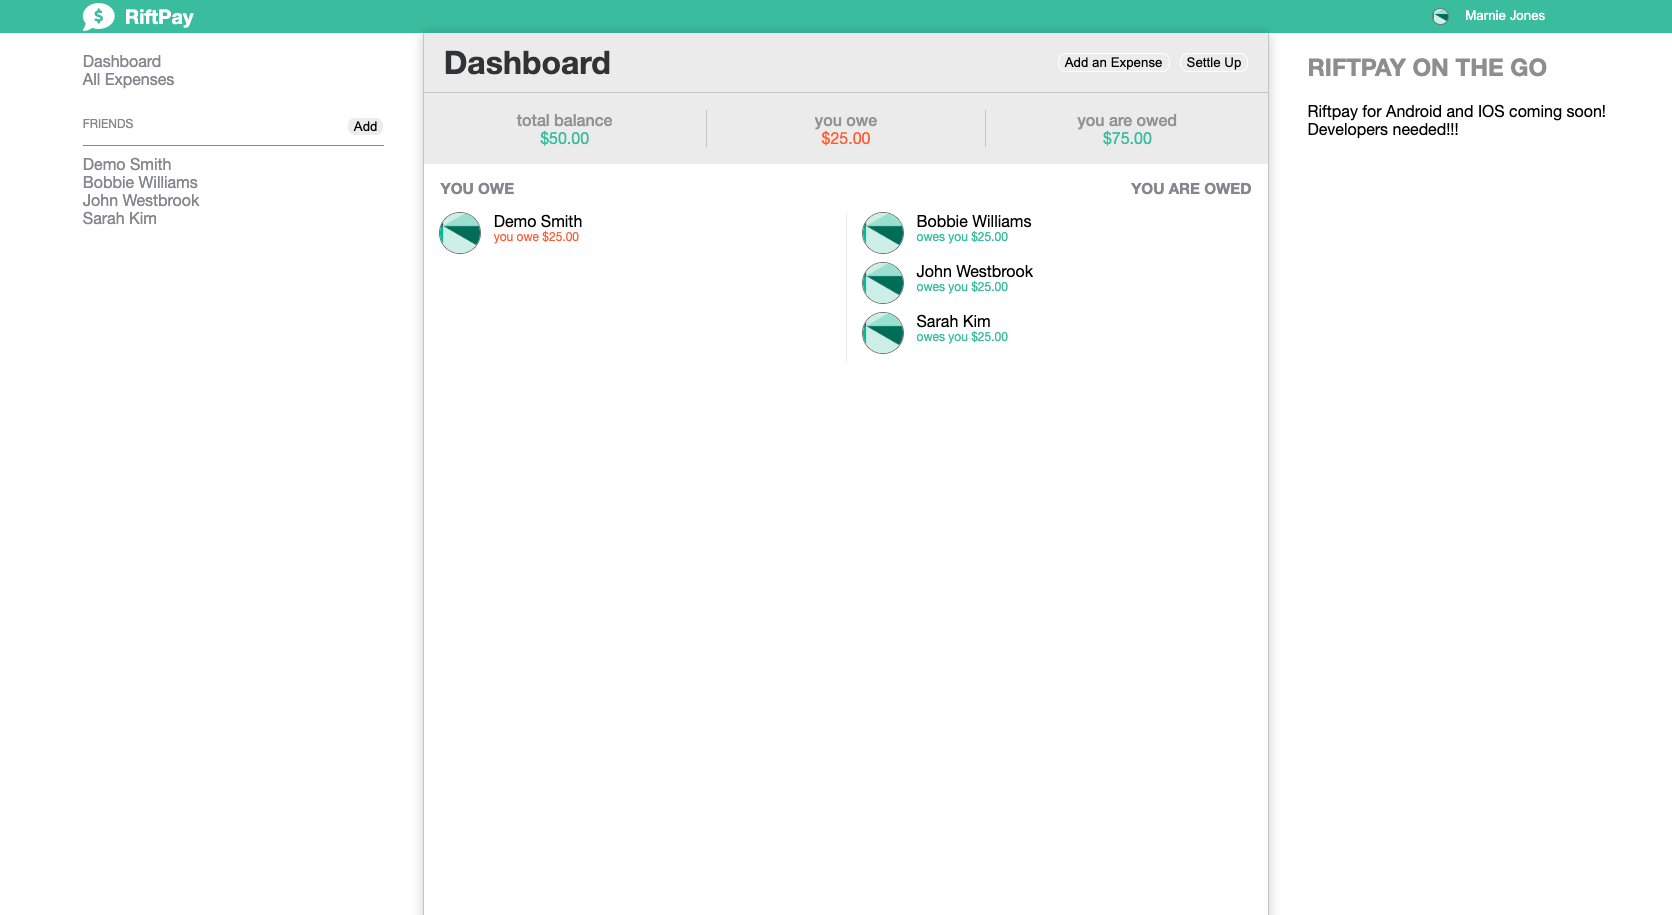 RiftPay
Marnie Jones
Dashboard
All Expenses
FRIENDS
Add
Demo Smith
Bobbie Williams
John Westbrook
Sarah Kim
Dashboard
Add an Expense
Settle Up
total balance
$50.00
you owe
$25.00
you are owed
$75.00
YOU OWE
YOU ARE OWED
Demo Smith
you owe $25.00
Bobbie Williams
owes you $25.00
John Westbrook
owes you $25.00
Sarah Kim
owes you $25.00
RIFTPAY ON THE GO
Riftpay for Android and IOS coming soon!
Developers needed!!!